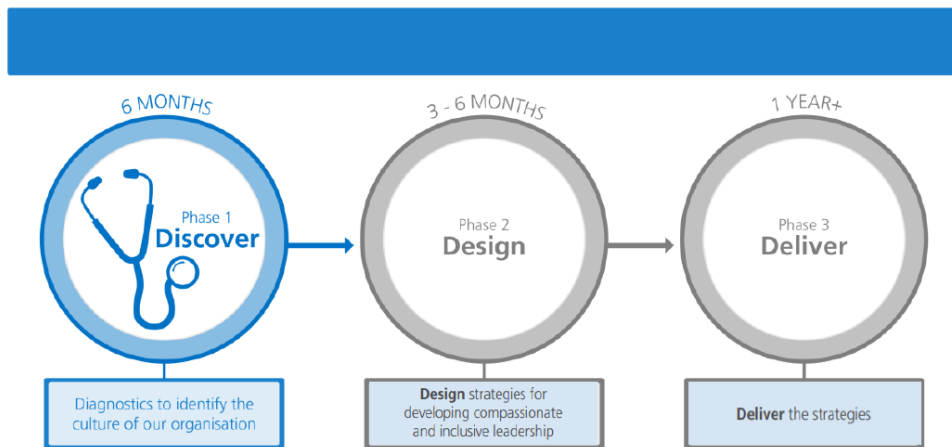 6 MONTHS
3 - 6 MONTHS
1 YEAR+
Phase 1
Discover
Phase 2
Design
Phase 3
Deliver
Diagnostics to identify the
culture of our organisation
Design strategies for
developing compassionate
and inclusive leadership
Deliver the strategies